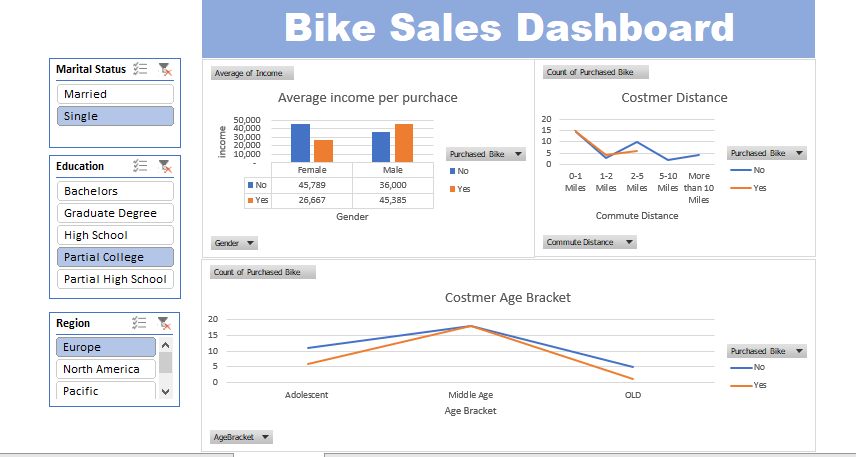 Bike Sales Dashboard
Marital Status
Married
Single
Education
Bachelors
Graduate Degree
High School
Partial College
Partial High School
Region
Europe
North America
Pacific
Average of Income
Average income per purchace
income
50,000
40,000
30,000
20,000
10,000
-
Female Male
No 45,789 36,000
Yes 26,667 45,385
Gender
Purchased Bike
No
Yes
Gender
Count of Purchased Bike
Costmer Distance
20
15
10
5
0
0-1 Miles
1-2 Miles
2-5 Miles
5-10 Miles
More than 10 Miles
Commute Distance
Purchased Bike
No
Yes
Commute Distance
Count of Purchased Bike
Costmer Age Bracket
20
15
10
5
0
Adolescent Middle Age OLD
Age Bracket
Purchased Bike
No
Yes
AgeBracket